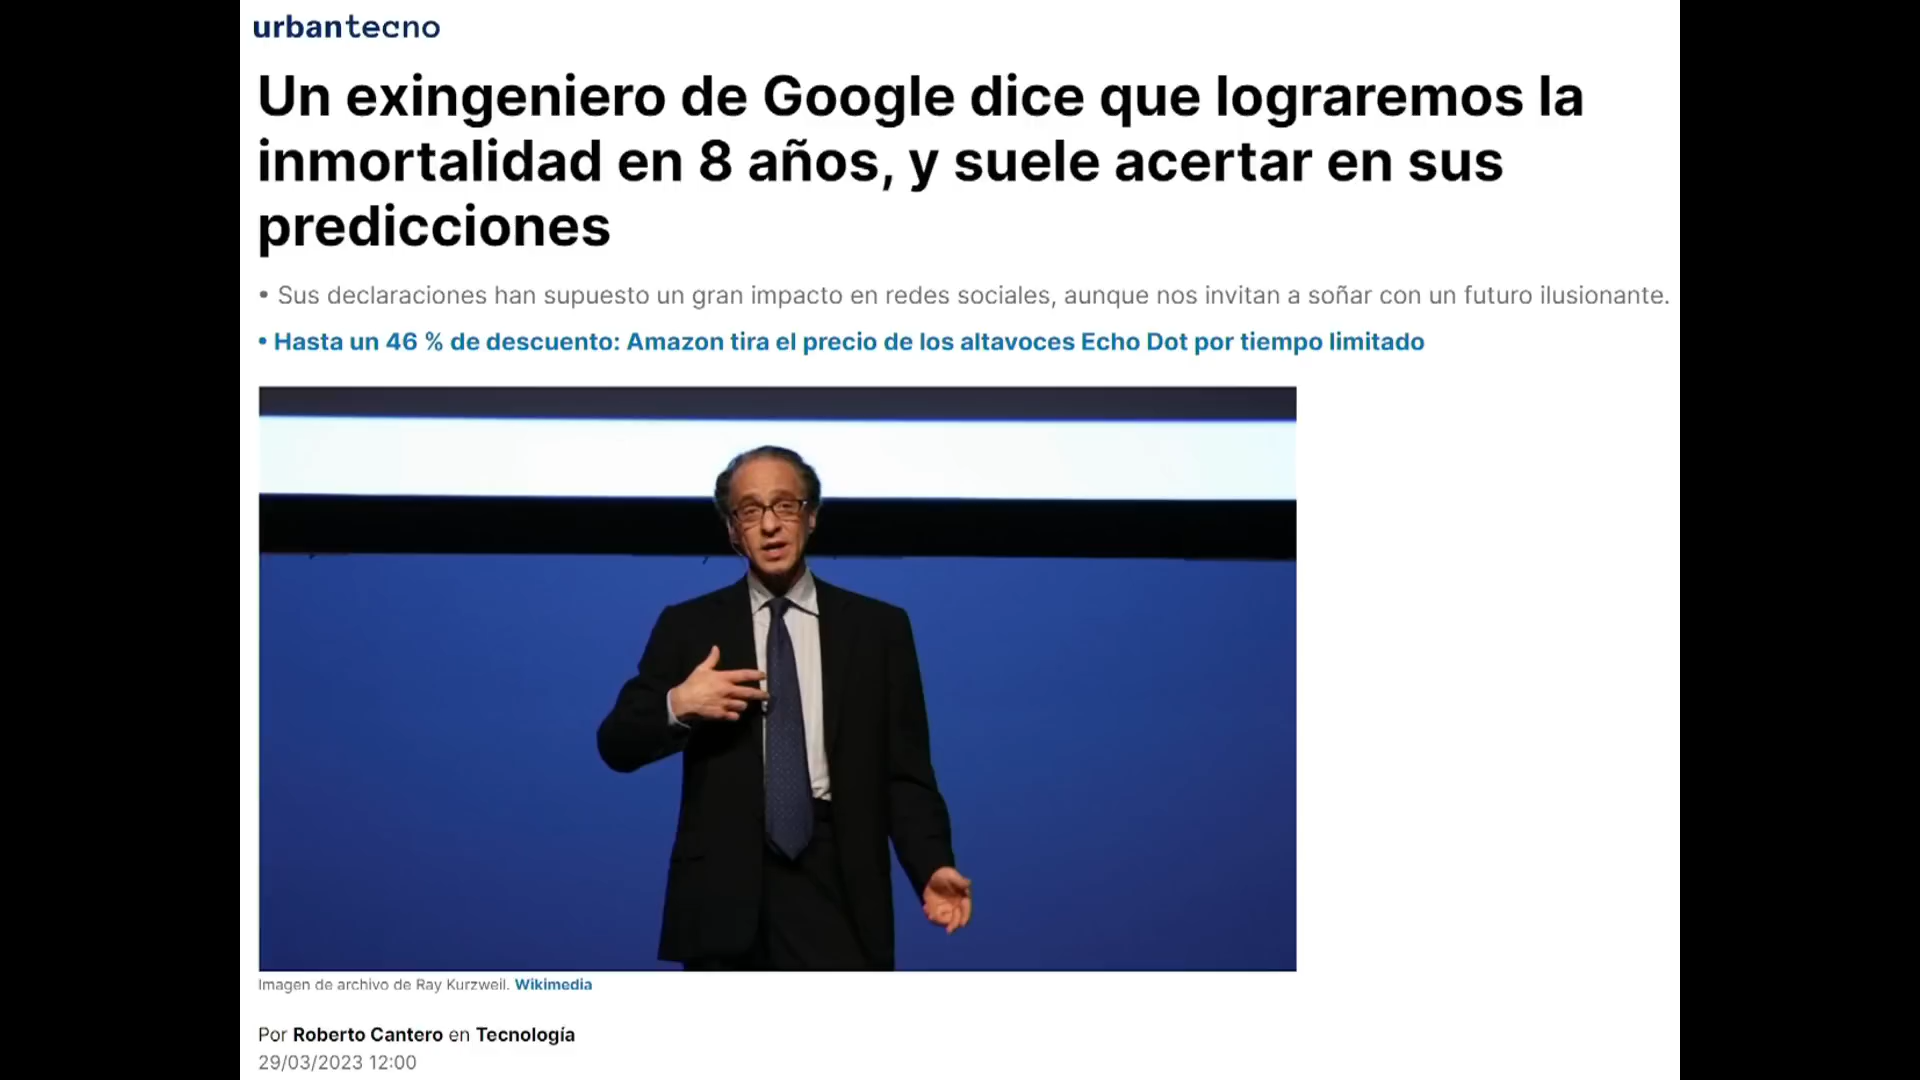 urbantecno
Un exingeniero de Google dice que lograremos la
inmortalidad en 8 años, y suele acertar en sus
predicciones
• Sus declaraciones han supuesto un gran impacto en redes sociales, aunque nos invitan a soñar con un futuro ilusionante.
• Hasta un 46 % de descuento: Amazon tira el precio de los altavoces Echo Dot por tiempo limitado
Imagen de archivo de Ray Kurzweil. Wikimedia
Por Roberto Cantero en Tecnología
29/03/2023 12:00